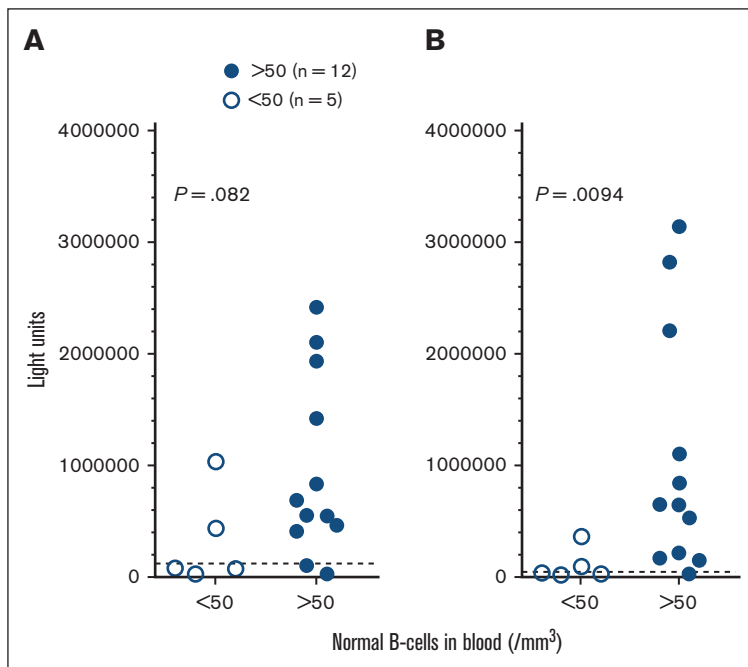 A
B
>50 (n = 12)
<50 (n = 5)
4000000
3000000
2000000
1000000
0
P = .082
<50
>50
4000000
3000000
2000000
1000000
0
P = .0094
<50
>50
Light units
Normal B-cells in blood (/mm³)